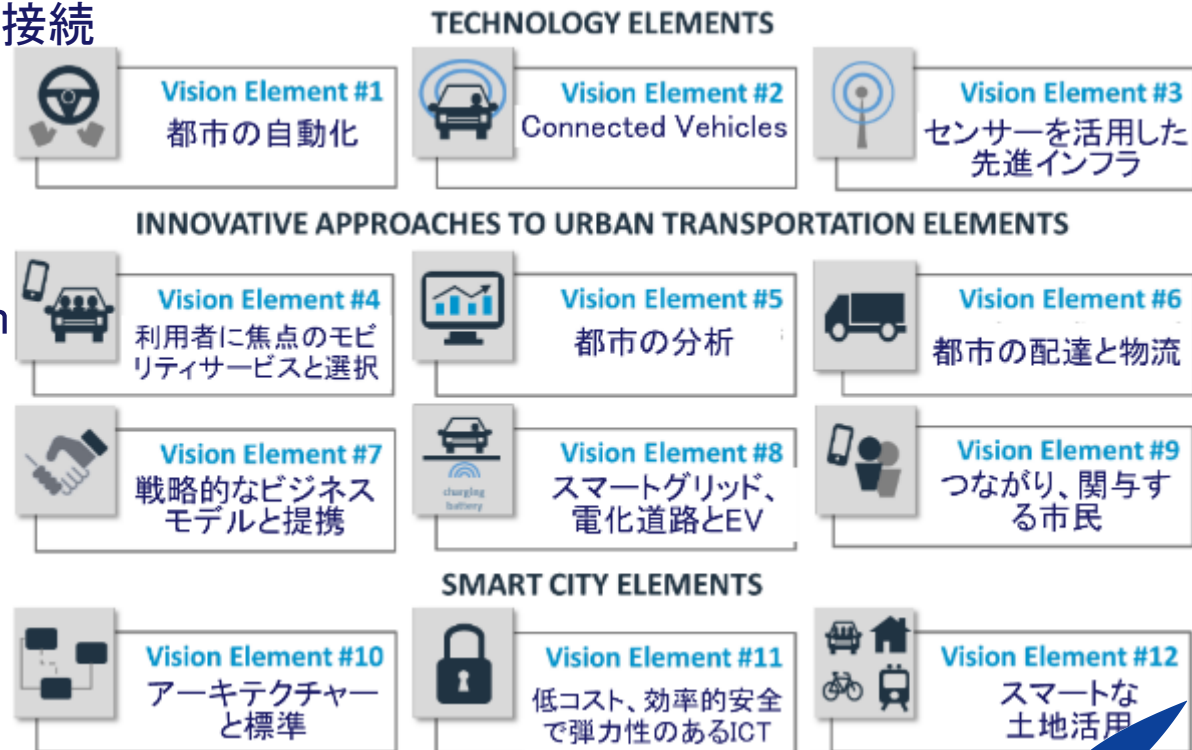 接続
TECHNOLOGY ELEMENTS
Vision Element #1
都市の自動化
Vision Element #2
Connected Vehicles
Vision Element #3
センサーを活用した
先進インフラ
INNOVATIVE APPROACHES TO URBAN TRANSPORTATION ELEMENTS
n
Vision Element #4
利用者に焦点のモビ
リティサービスと選択
Vision Element #5
都市の分析
Vision Element #6
都市の配達と物流
Vision Element #7
戦略的なビジネス
モデルと提携
charging
battery
Vision Element #8
スマートグリッド、
電化道路とEV
Vision Element #9
つながり、関与す
る市民
SMART CITY ELEMENTS
Vision Element #10
アーキテクチャー
と標準
Vision Element #11
低コスト、効率的安全
で弾力性のあるICT
Vision Element #12
スマートな
土地活用